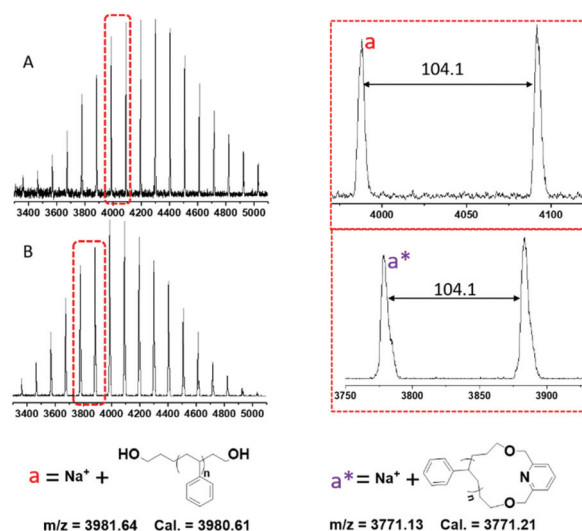 A
3400 3600 3800 4000 4200 4400 4600 4800 5000
a
104.1
4000 4050 4100
B
3400 3600 3800 4000 4200 4400 4600 4800 5000
a*
104.1
3750 3800 3850 3900
HO OH
a = Na+ + n
m/z = 3981.64 Cal. = 3980.61
O
N
a* = Na+ + n O
m/z = 3771.13 Cal. = 3771.21